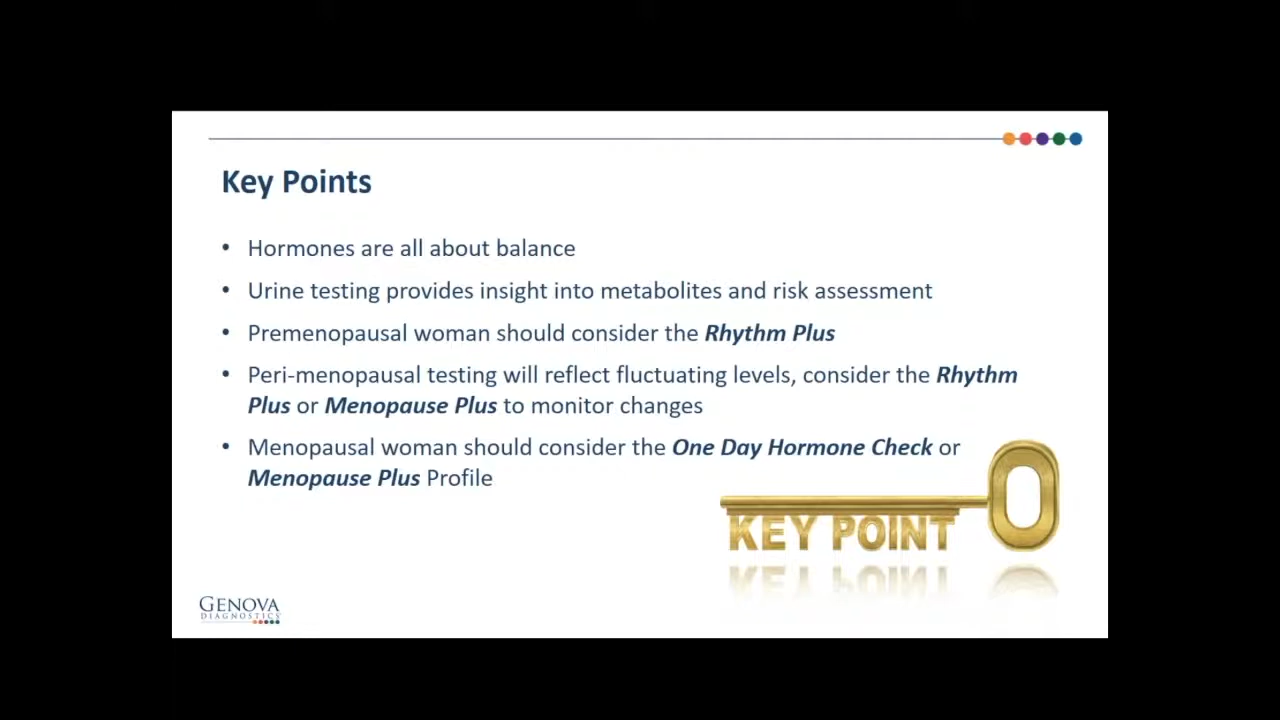 Key Points
• Hormones are all about balance
• Urine testing provides insight into metabolites and risk assessment
• Premenopausal woman should consider the Rhythm Plus
• Peri-menopausal testing will reflect fluctuating levels, consider the Rhythm
Plus or Menopause Plus to monitor changes
• Menopausal woman should consider the One Day Hormone Check or
Menopause Plus Profile
KEY POINT
GENOVA
DIAGNOSTICS